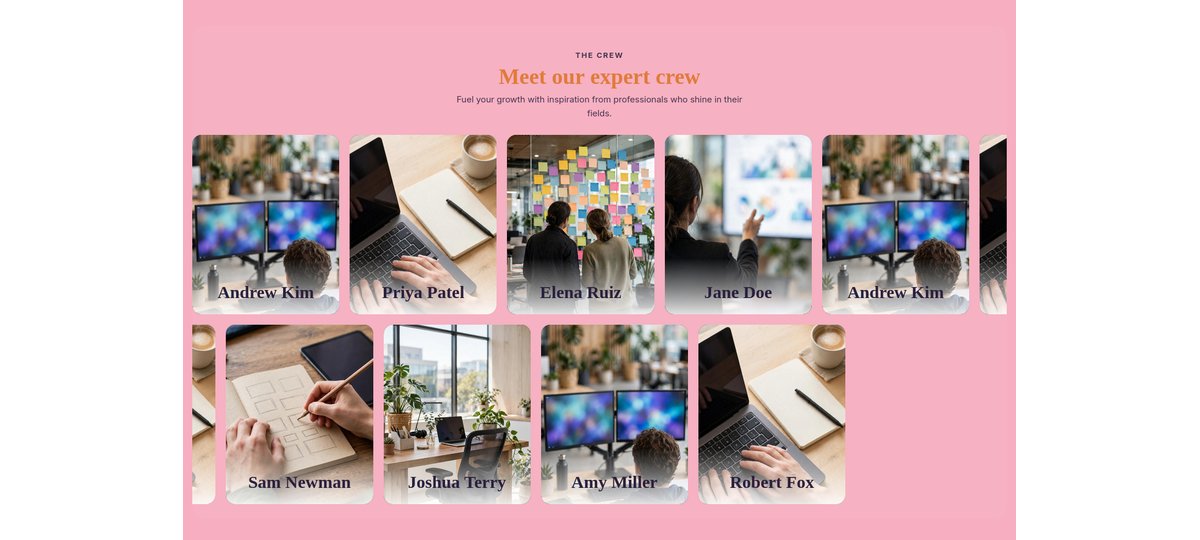 THE CREW
Meet our expert crew
Fuel your growth with inspiration from professionals who shine in their
fields.
Andrew Kim
Priya Patel
Elena Ruiz
Jane Doe
Andrew Kim
Sam Newman
Joshua Terry
Amy Miller
Robert Fox